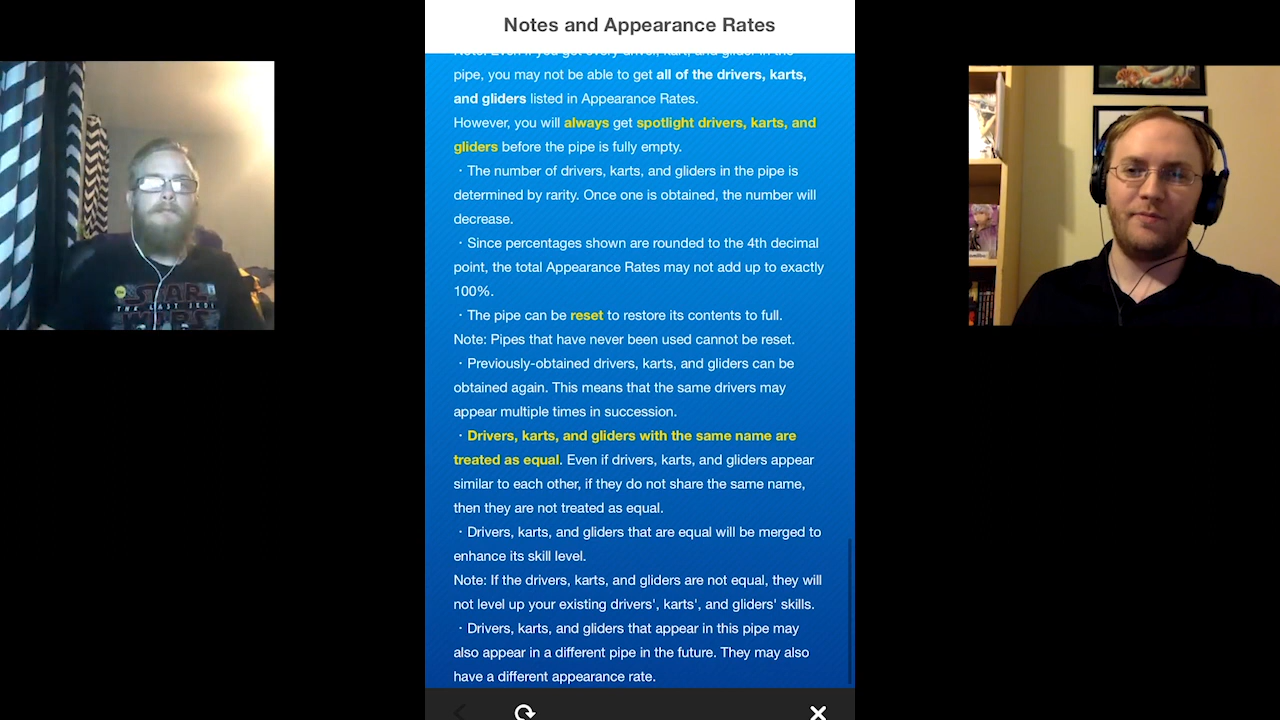 Notes and Appearance Rates
pipe, you may not be able to get all of the drivers, karts,
and gliders listed in Appearance Rates.
However, you will always get spotlight drivers, karts, and
gliders before the pipe is fully empty.
・The number of drivers, karts, and gliders in the pipe is
determined by rarity. Once one is obtained, the number will
decrease.
・Since percentages shown are rounded to the 4th decimal
point, the total Appearance Rates may not add up to exactly
100%.
・The pipe can be reset to restore its contents to full.
Note: Pipes that have never been used cannot be reset.
・Previously-obtained drivers, karts, and gliders can be
obtained again. This means that the same drivers may
appear multiple times in succession.
・Drivers, karts, and gliders with the same name are
treated as equal. Even if drivers, karts, and gliders appear
similar to each other, if they do not share the same name,
then they are not treated as equal.
・Drivers, karts, and gliders that are equal will be merged to
enhance its skill level.
Note: If the drivers, karts, and gliders are not equal, they will
not level up your existing drivers', karts', and gliders' skills.
・Drivers, karts, and gliders that appear in this pipe may
also appear in a different pipe in the future. They may also
have a different appearance rate.
STAR
THE LAST JEDI
WARS